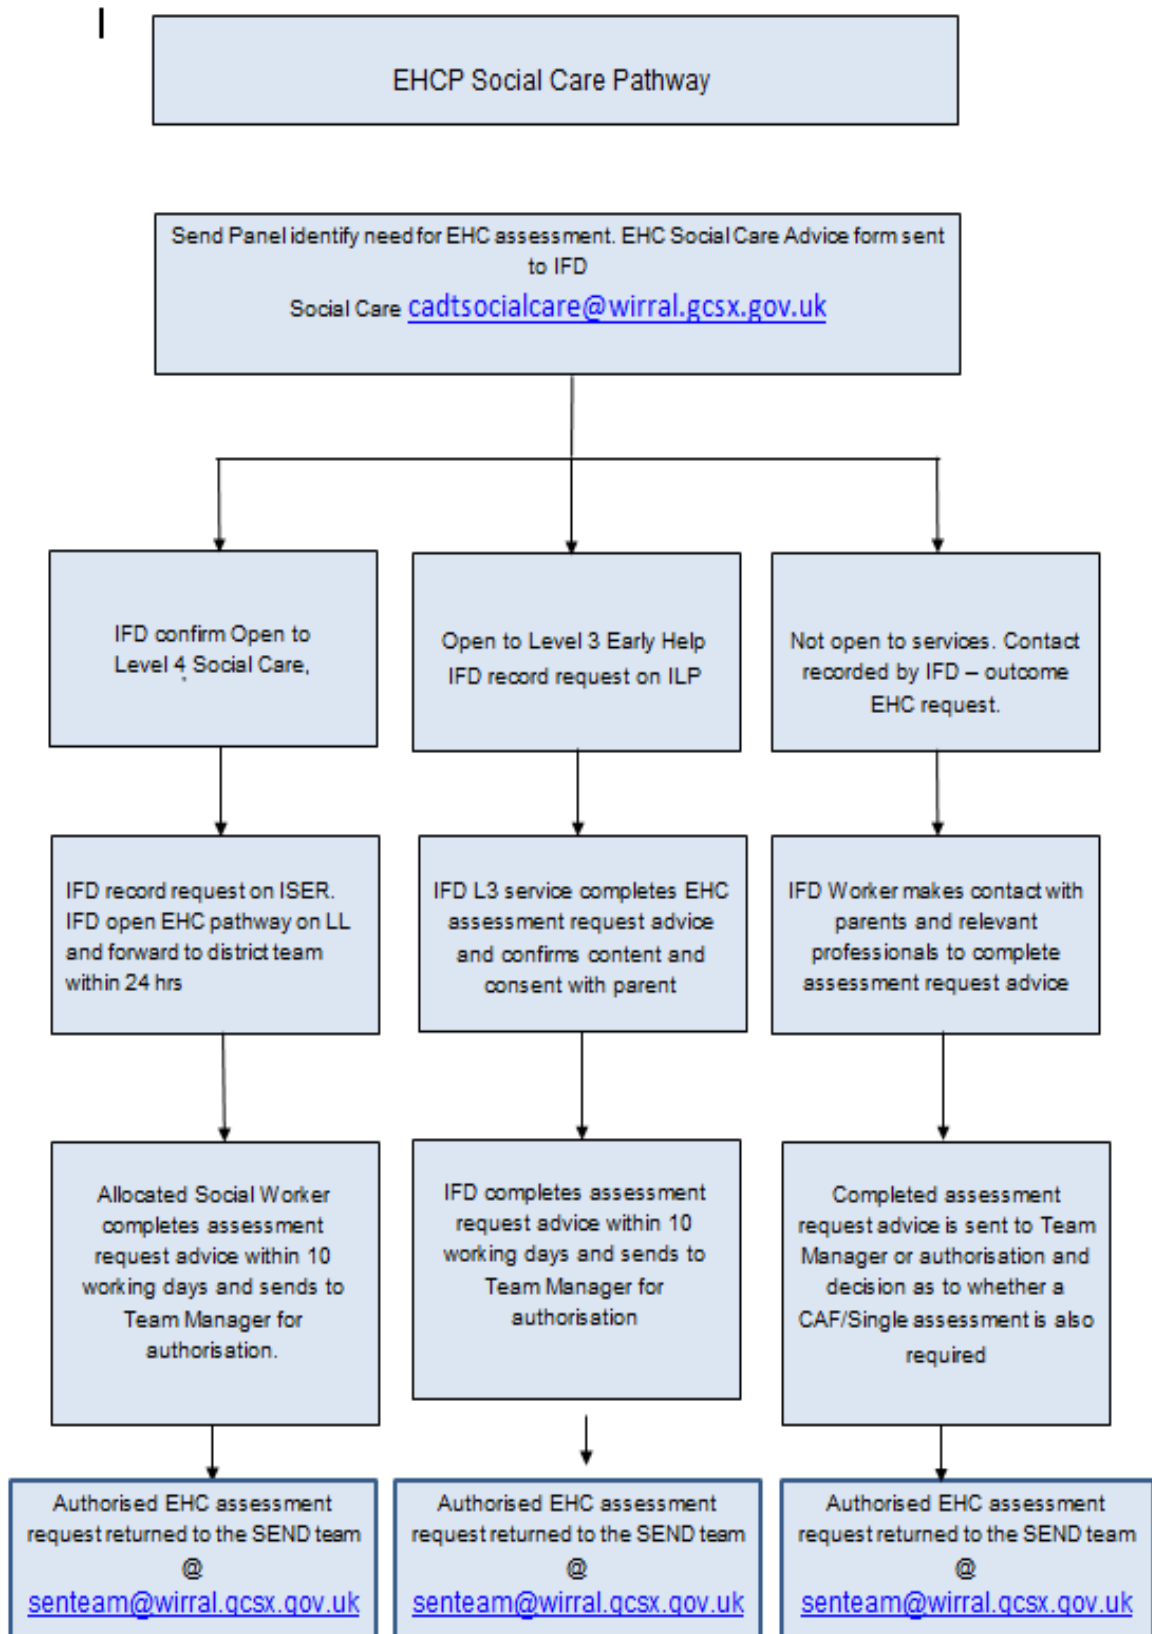 EHCP Social Care Pathway
Send Panel identify need for EHC assessment. EHC Social Care Advice form sent
to IFD
Social Care cadtsocialcare@wirral.gcsx.gov.uk
IFD confirm Open to
Level 4 Social Care,
Open to Level 3 Early Help
IFD record request on ILP
Not open to services. Contact
recorded by IFD – outcome
EHC request.
IFD record request on ISER.
IFD open EHC pathway on LL
and forward to district team
within 24 hrs
IFD L3 service completes EHC
assessment request advice
and confirms content and
consent with parent
IFD Worker makes contact with
parents and relevant
professionals to complete
assessment request advice
Allocated Social Worker
completes assessment
request advice within 10
working days and sends to
Team Manager for
authorisation.
IFD completes assessment
request advice within 10
working days and sends to
Team Manager for
authorisation
Completed assessment
request advice is sent to Team
Manager or authorisation and
decision as to whether a
CAF/Single assessment is also
required
Authorised EHC assessment
request returned to the SEND team
@
senteam@wirral.gcsx.gov.uk
Authorised EHC assessment
request returned to the SEND team
@
senteam@wirral.gcsx.gov.uk
Authorised EHC assessment
request returned to the SEND team
@
senteam@wirral.gcsx.gov.uk